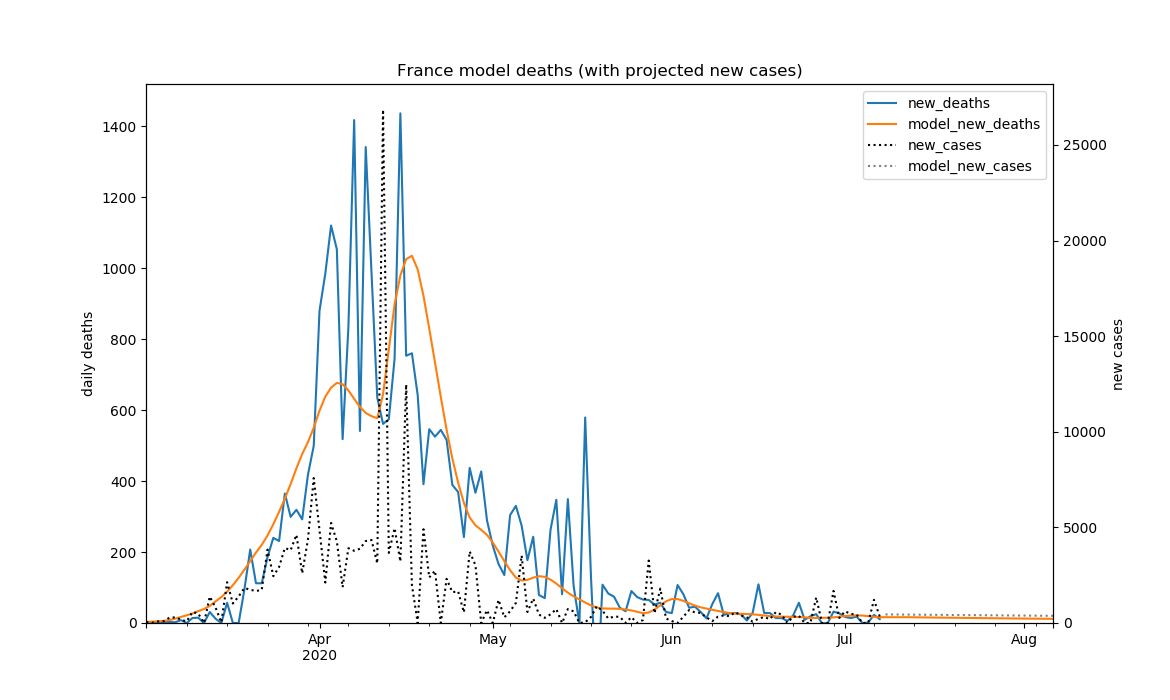 France model deaths (with projected new cases)
new_deaths
model_new_deaths
new_cases
model_new_cases
1400
1200
1000
800
600
400
200
0
daily deaths
25000
20000
15000
10000
5000
0
new cases
Apr
2020
May
Jun
Jul
Aug